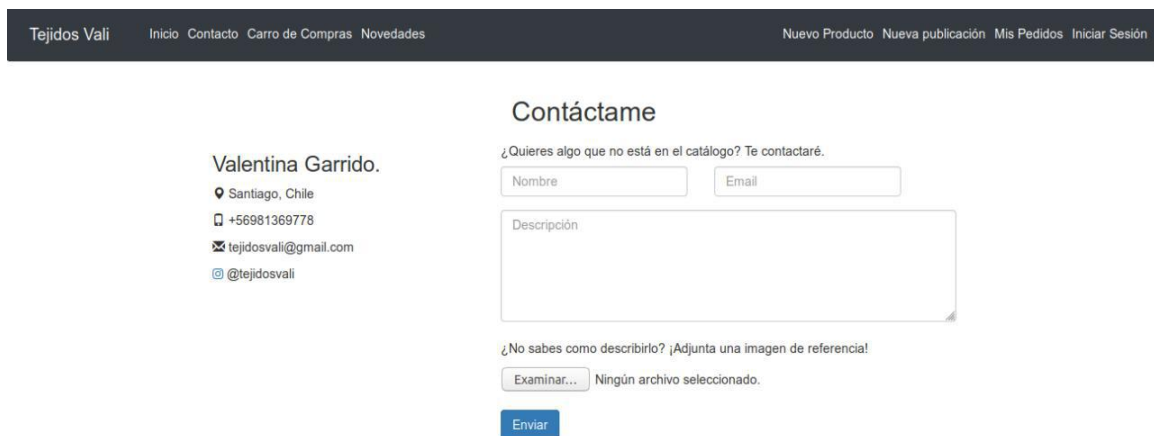 Tejidos Vali Inicio Contacto Carro de Compras Novedades Nuevo Producto Nueva publicación Mis Pedidos Iniciar Sesión
Valentina Garrido.
Santiago, Chile
+56981369778
tejidosvali@gmail.com
@tejidosvali
Contáctame
¿Quieres algo que no está en el catálogo? Te contactaré.
Nombre Email
Descripción
¿No sabes como describirlo? ¡Adjunta una imagen de referencia!
Examinar... Ningún archivo seleccionado.
Enviar